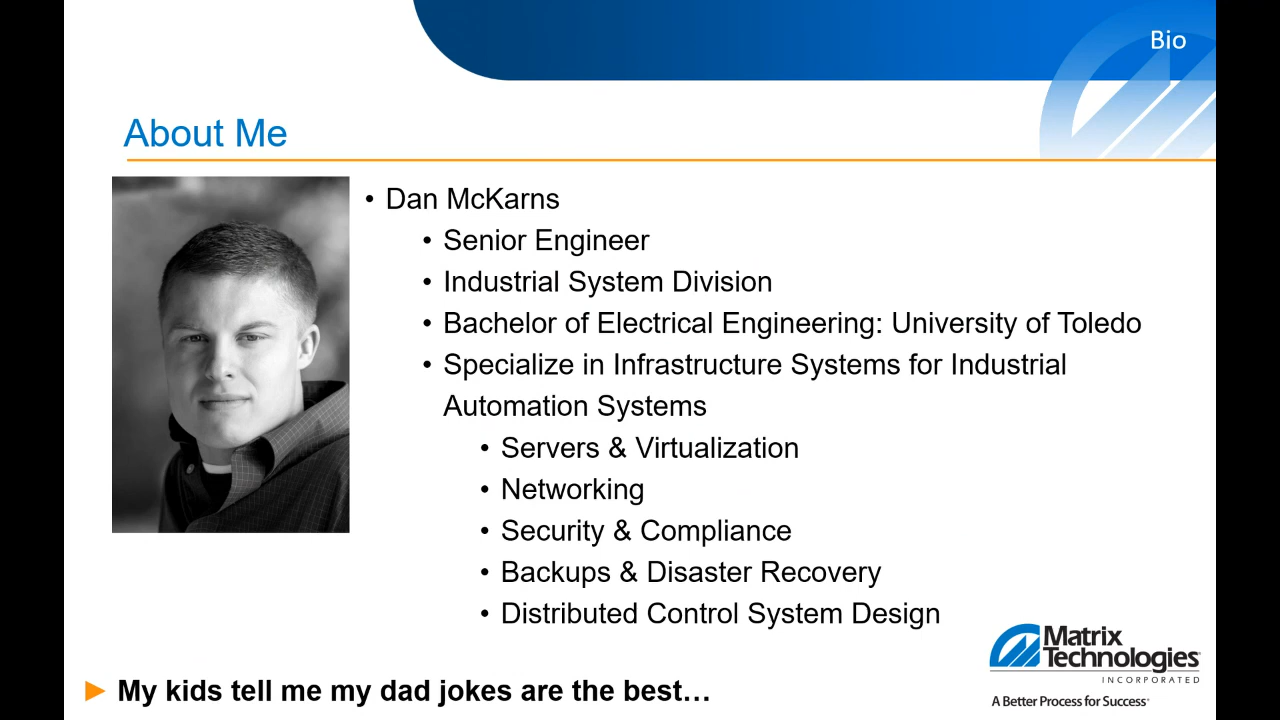 Bio
About Me
• Dan McKarns
• Senior Engineer
• Industrial System Division
• Bachelor of Electrical Engineering: University of Toledo
• Specialize in Infrastructure Systems for Industrial
Automation Systems
• Servers & Virtualization
• Networking
• Security & Compliance
• Backups & Disaster Recovery
• Distributed Control System Design
Matrix
Technologies
INCORPORATED
A Better Process for Success
► My kids tell me my dad jokes are the best…